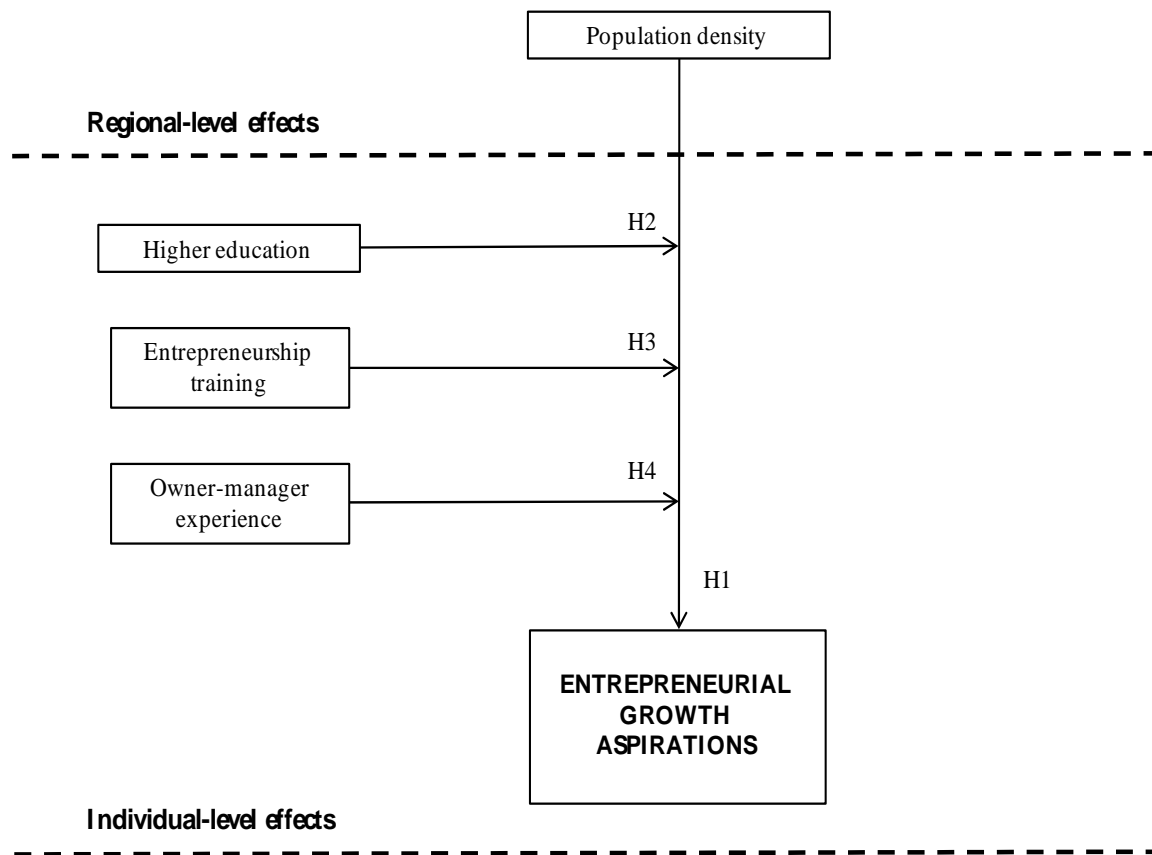 Population density
Regional-level effects
H2
Higher education
H3
Entrepreneurship
training
H4
Owner-manager
experience
H1
ENTREPRENEURIAL
GROWTH
ASPIRATIONS
Individual-level effects